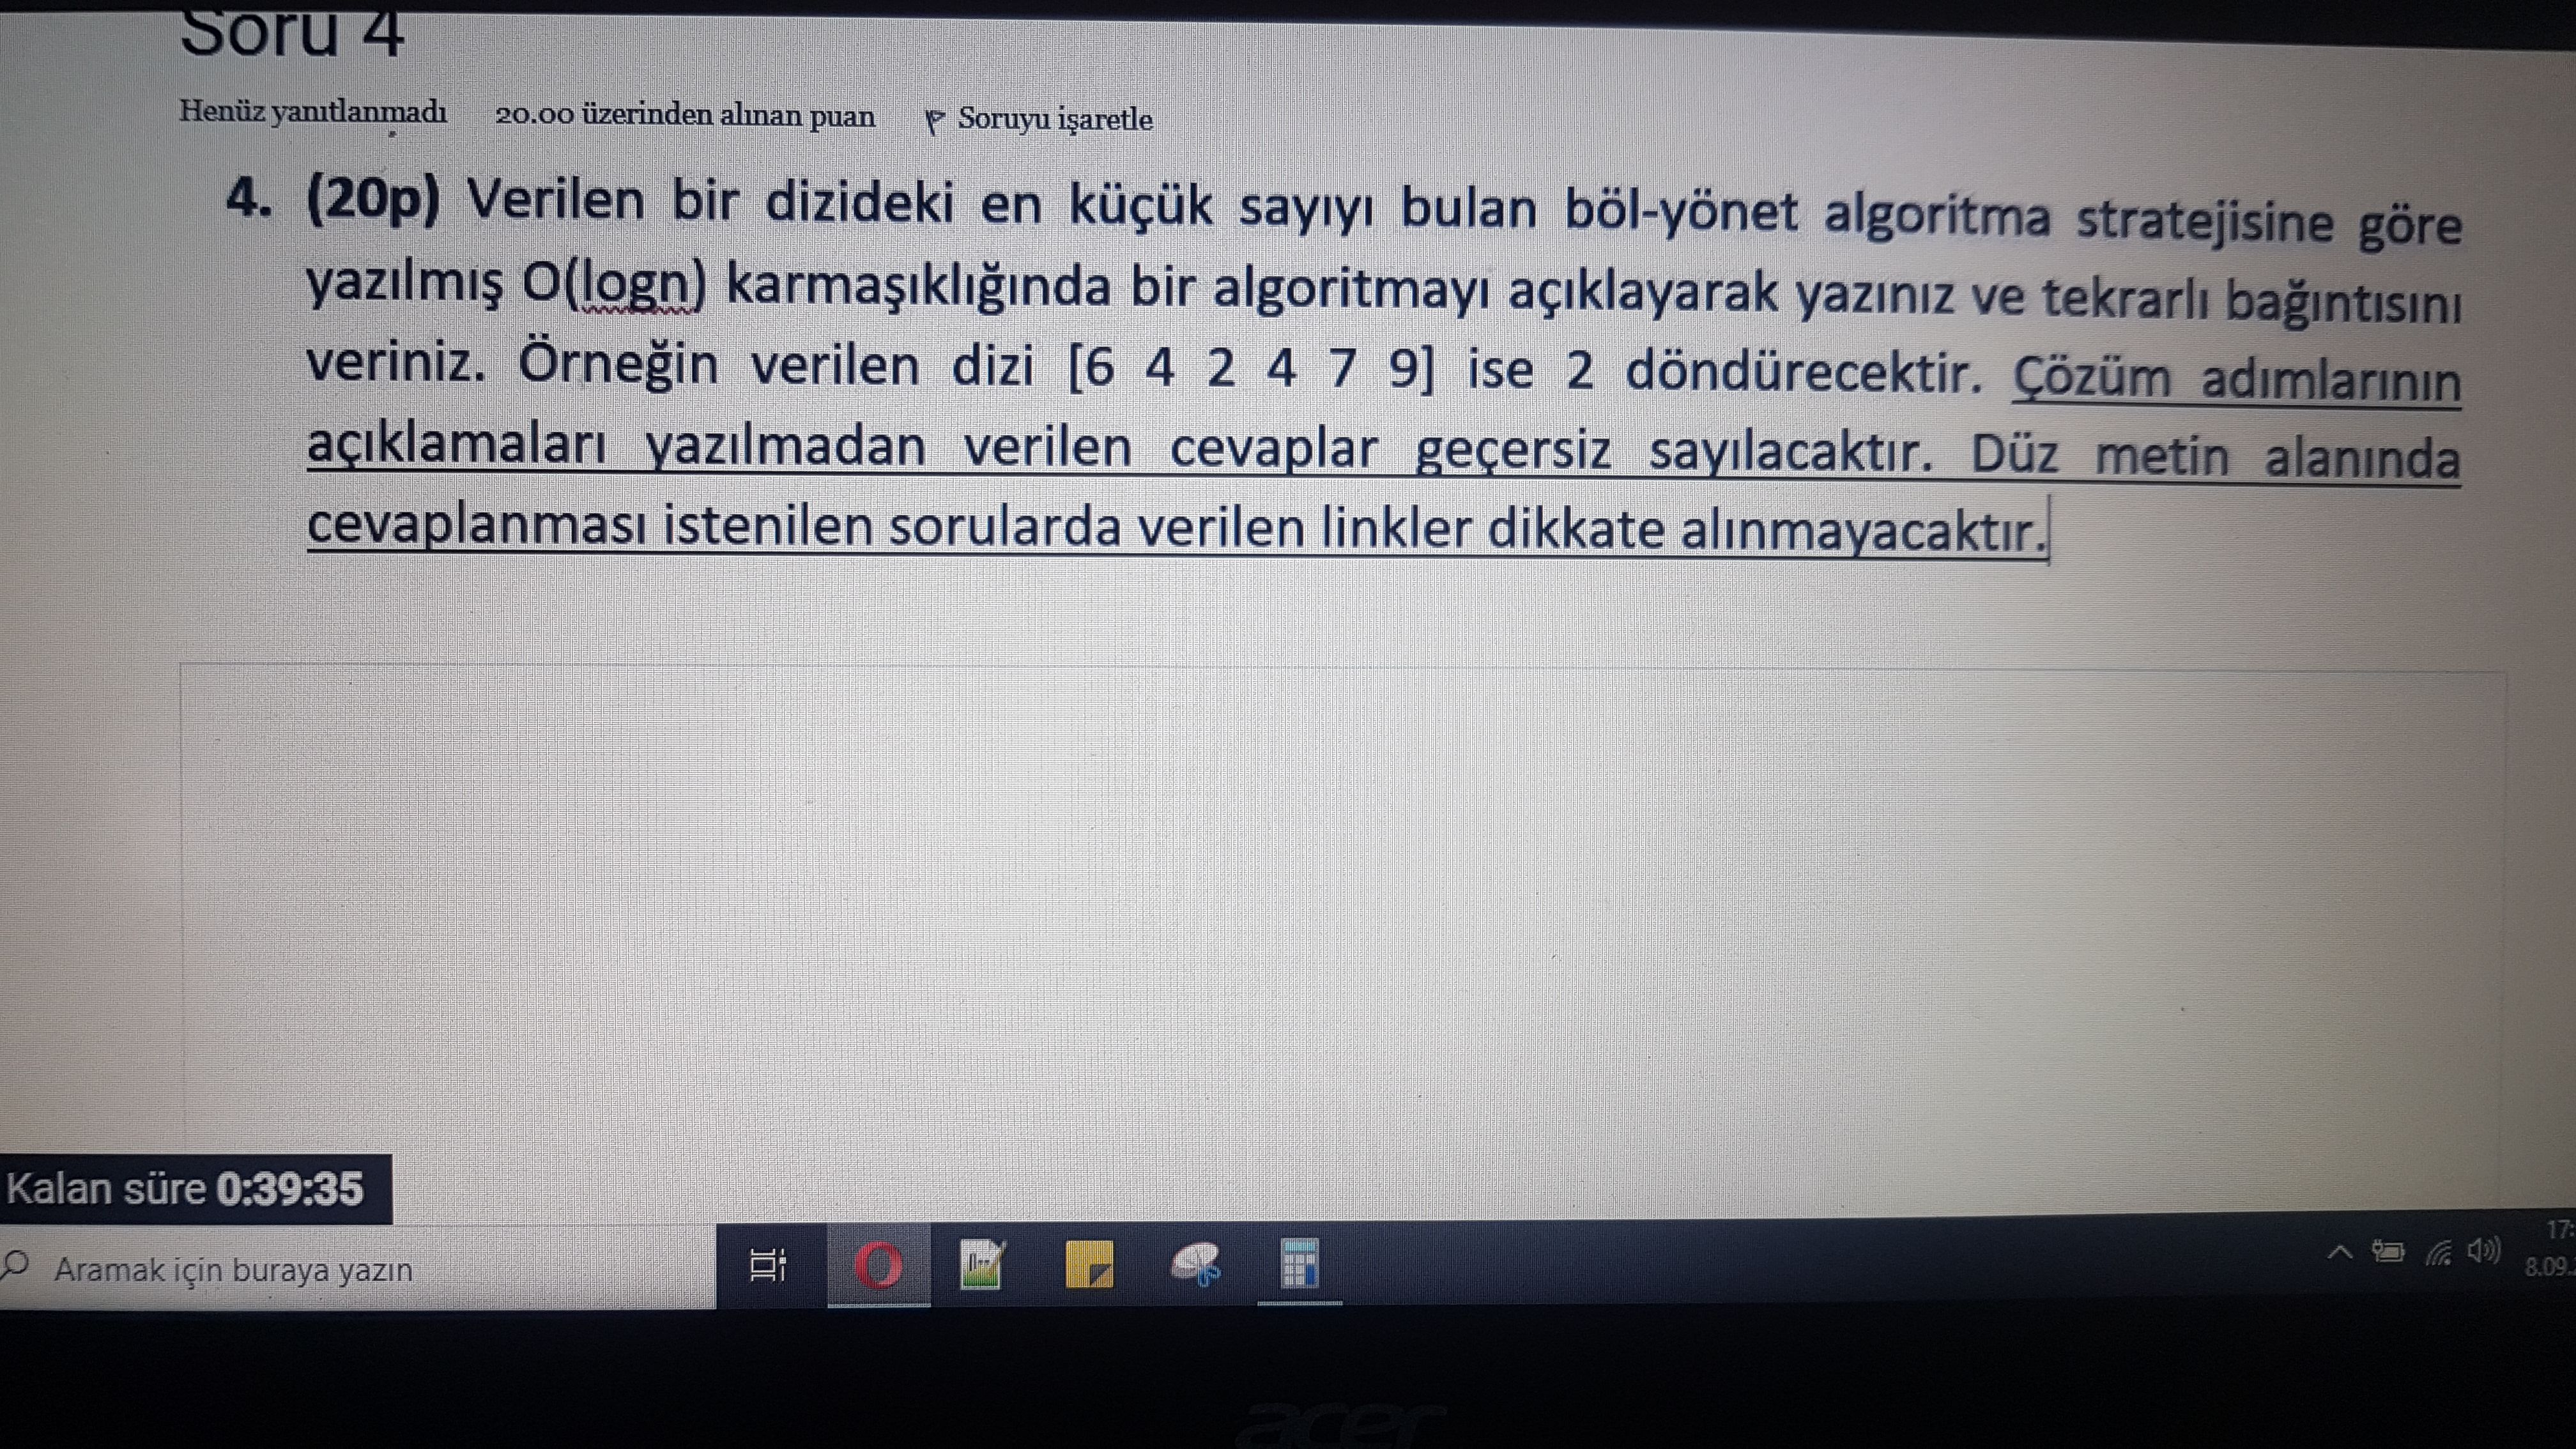 Soru 4
Henüz yanıtlanmadı 20.00 üzerinden alınan puan Soruyu işaretle
4. (20p) Verilen bir dizideki en küçük sayıyı bulan böl-yönet algoritma stratejisine göre
yazılmış O(logn) karmaşıklığında bir algoritmayı açıklayarak yazınız ve tekrarlı bağıntısını
veriniz. Örneğin verilen dizi [6 4 2 4 7 9] ise 2 döndürecektir. Çözüm adımlarının
açıklamaları yazılmadan verilen cevaplar geçersiz sayılacaktır. Düz metin alanında
cevaplanması istenilen sorularda verilen linkler dikkate alınmayacaktır.
Kalan süre 0:39:35
Aramak için buraya yazın
17:
8.09.
acer